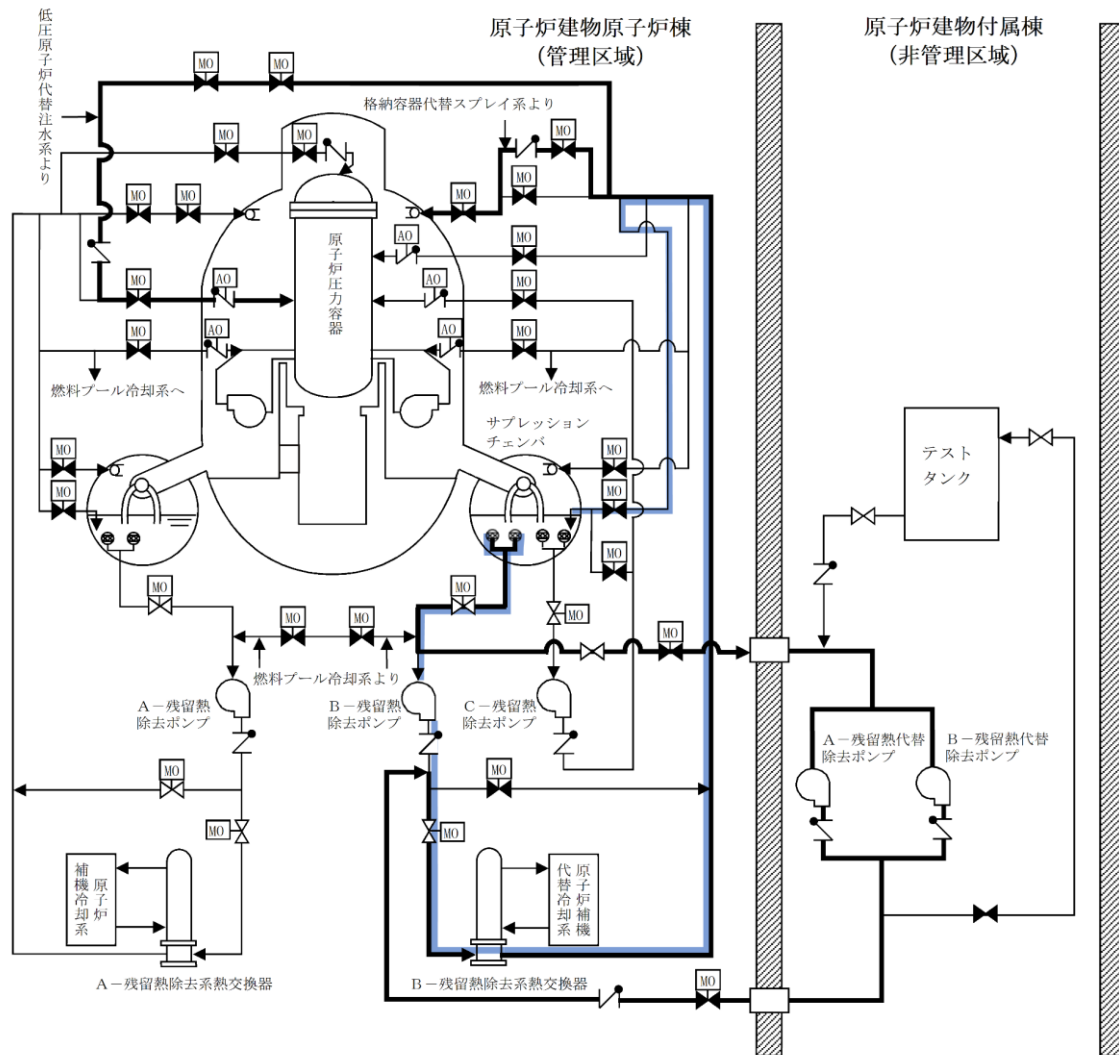 原子炉建物原子炉棟
(管理区域)
原子炉建物付属棟
(非管理区域)
低圧原子炉代替注水系より
MO
MO
格納容器代替スプレイ系より
MO
MO
MO
MO
MO
MO
MO
MO
原子炉圧力容器
AO
MO
MO
AO
AO
MO
MO
AO
AO
MO
燃料プール冷却系へ
燃料プール冷却系へ
サプレッション
チェンバ
テスト
タンク
MO
MO
MO
MO
MO
MO
MO
MO
MO
MO
MO
燃料プール冷却系より
A-残留熱
除去ポンプ
B-残留熱
除去ポンプ
C-残留熱
除去ポンプ
A-残留熱代替
除去ポンプ
B-残留熱代替
除去ポンプ
MO
MO
MO
MO
原子炉
補機冷却系
原子炉補機
代替冷却系
A-残留熱除去系熱交換器
B-残留熱除去系熱交換器
MO